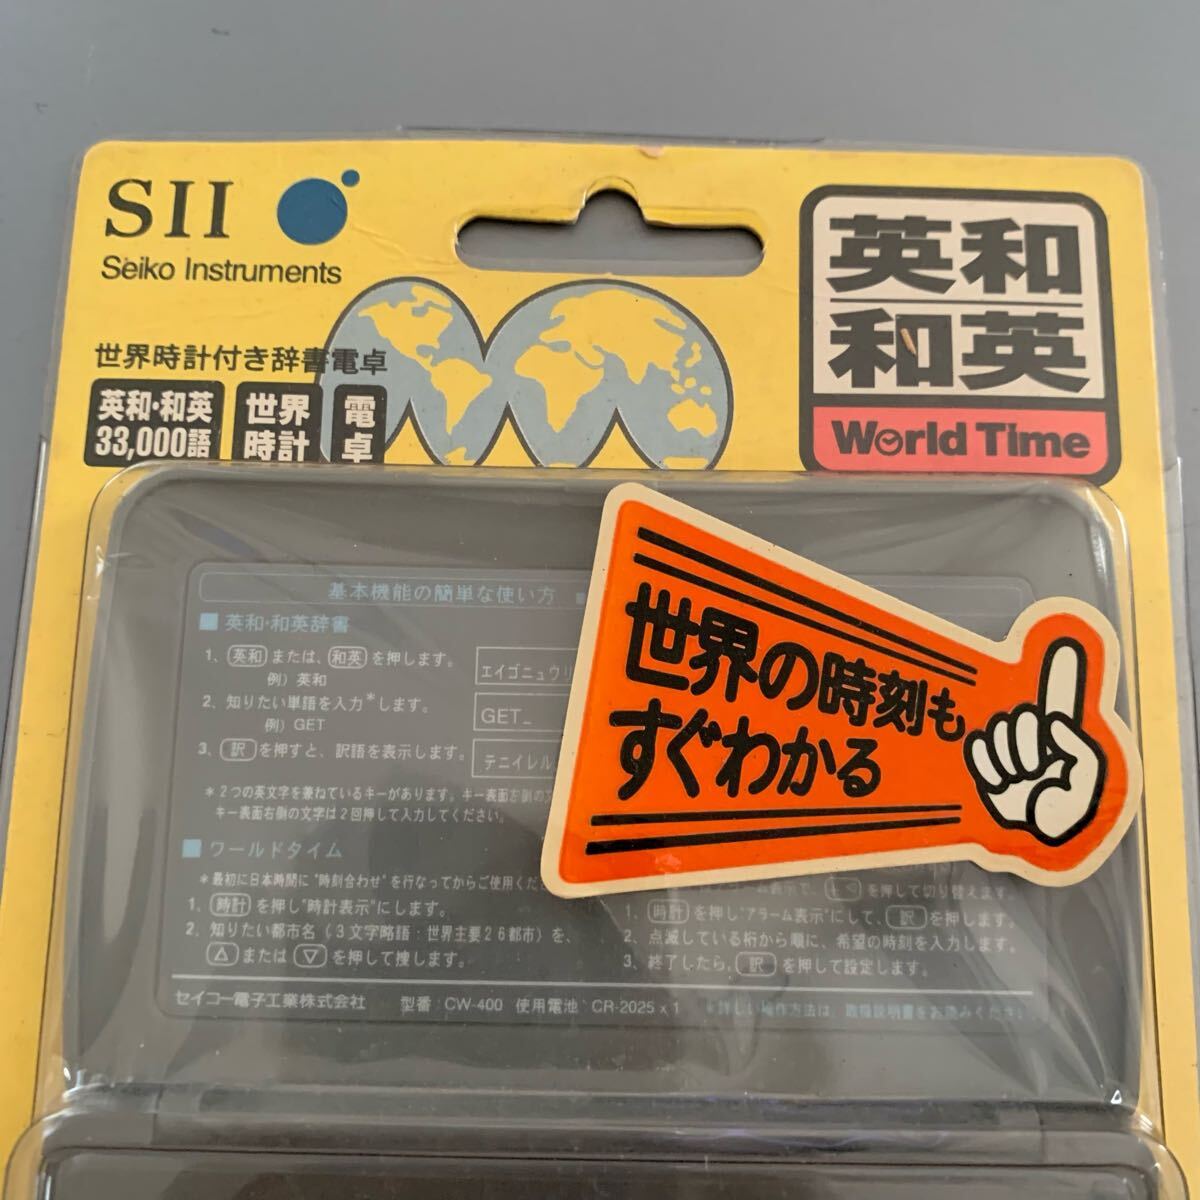 SII
Seiko Instruments
世界時計付き辞書電卓
英和・和英
33,000語
世界
時計
電
卓
英和
和英
World Time
世界の時刻も
すぐわかる
基本機能の簡単な使い方
■英和・和英辞書
1、英和または、和英を押します。
例）英和
エイゴニュウリ
2、知りたい単語を入力*します。
例）GET
GET_
3、訳を押すと、訳語を表示します。
テニイレル
*２つの英文字を兼ねているキーがあります。キー表面左側の
キー表面右側の文字は２回押して入力してください。
■ワールドタイム
*最初に日本時間に“時刻合わせ”を行なってからご使用くだ
1、時計を押し“時計表示”にします。
2、知りたい都市名（３文字略語：世界主要２６都市）を、
△または▽を押して捜します。
を押して切り替えます。
1、時計を押し“アラーム表示”にして、訳を押します。
2、点滅している桁から順に、希望の時刻を入力します。
3、終了したら、訳を押して設定します。
セイコー電子工業株式会社　型番：CW-400　使用電池：CR-2025 x 1　*詳しい操作方法は、取扱説明書をお読みください